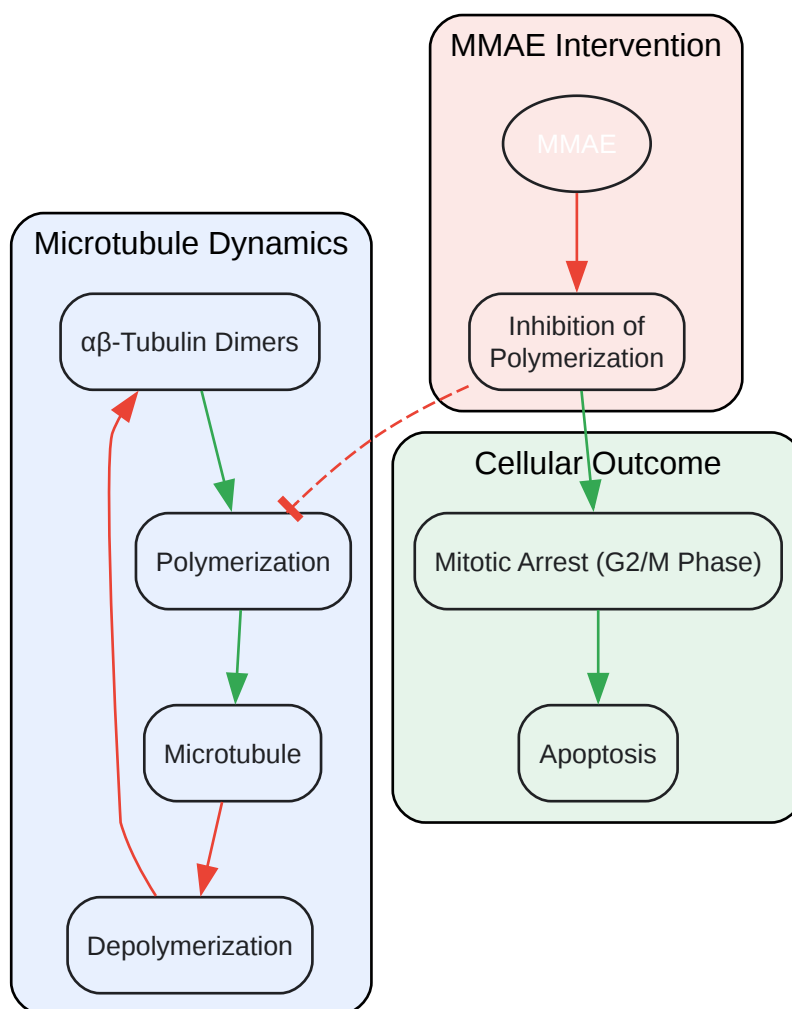 MMAE Intervention
MMAE
Inhibition of
Polymerization
Microtubule Dynamics
αβ-Tubulin Dimers
Polymerization
Microtubule
Depolymerization
Cellular Outcome
Mitotic Arrest (G2/M Phase)
Apoptosis